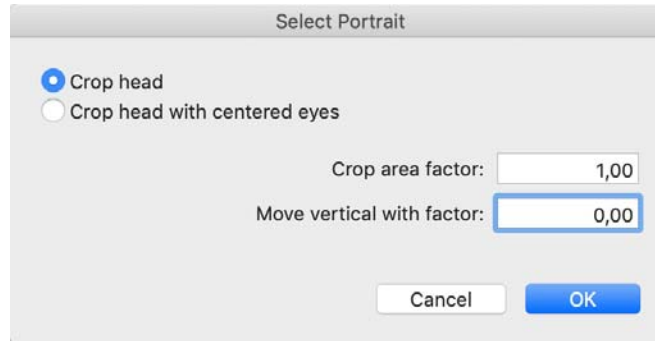 Select Portrait
Crop head
Crop head with centered eyes
Crop area factor: 1,00
Move vertical with factor: 0,00
Cancel OK